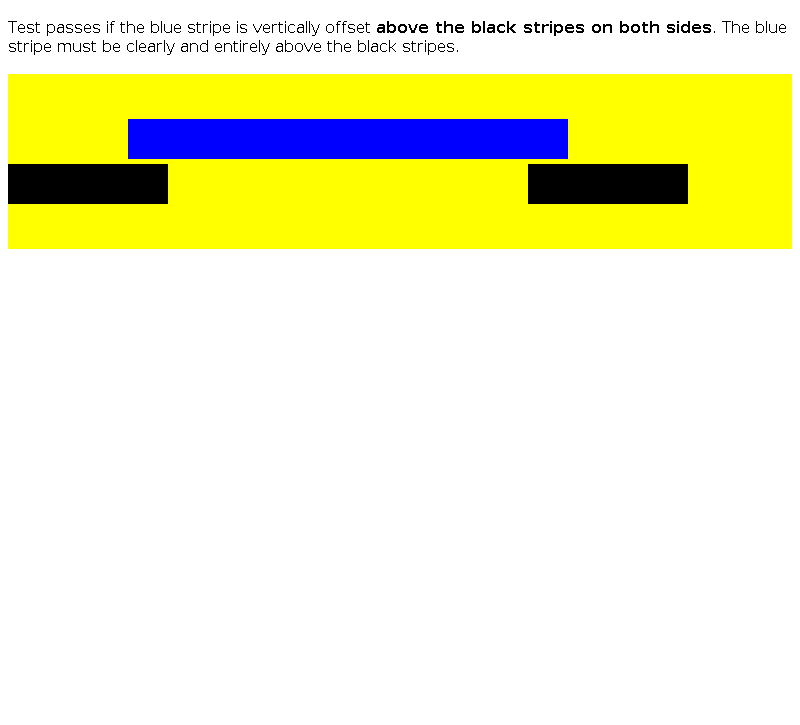 Test passes if the blue stripe is vertically offset above the black stripes on both sides. The blue
stripe must be clearly and entirely above the black stripes.